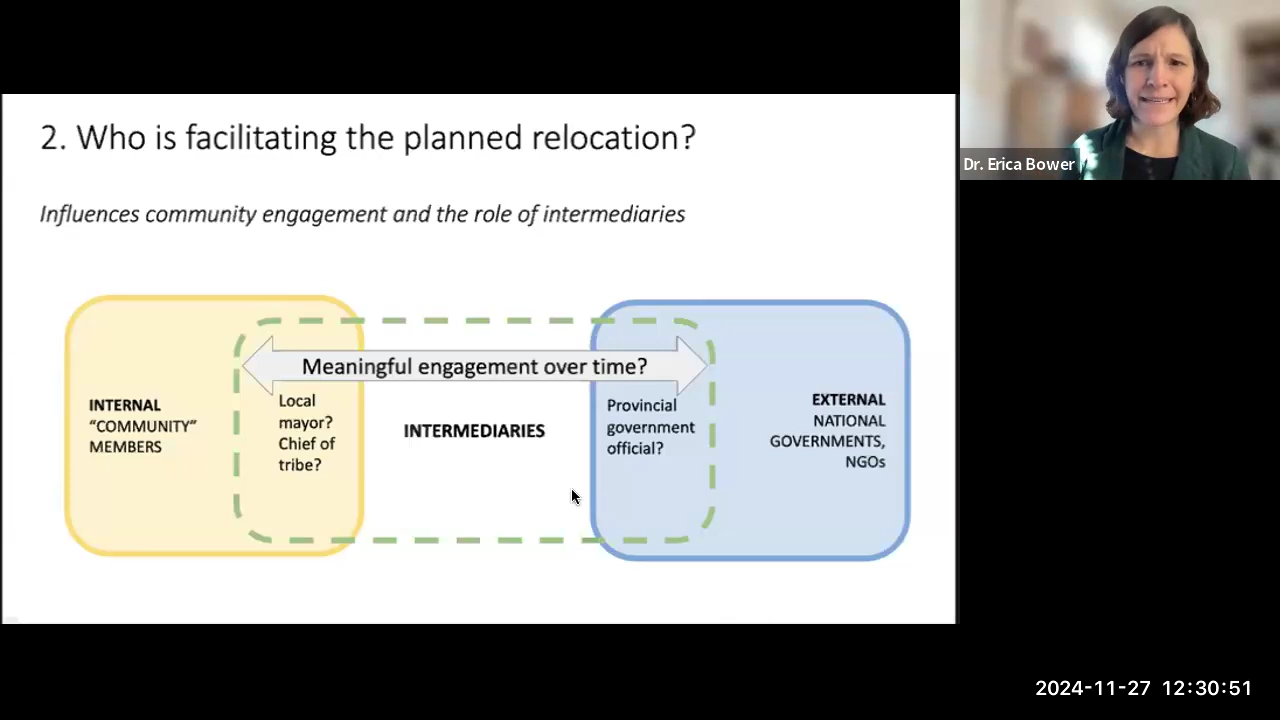 2. Who is facilitating the planned relocation?
Influences community engagement and the role of intermediaries
Meaningful engagement over time?
INTERNAL
“COMMUNITY”
MEMBERS
Local
mayor?
Chief of
tribe?
INTERMEDIARIES
Provincial
government
official?
EXTERNAL
NATIONAL
GOVERNMENTS,
NGOs
Dr. Erica Bower
2024-11-27 12:30:51